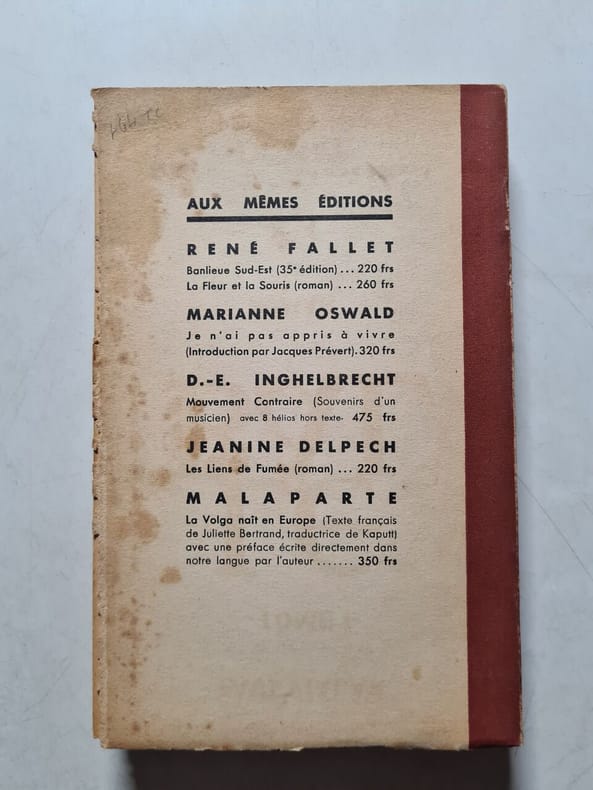 AUX MÊMES ÉDITIONS
RENÉ FALLET
Banlieue Sud-Est (35e édition) ... 220 frs
La Fleur et la Souris (roman) ... 260 frs
MARIANNE OSWALD
Je n'ai pas appris à vivre
(Introduction par Jacques Prévert). 320 frs
D.-E. INGHELBRECHT
Mouvement Contraire (Souvenirs d'un
musicien) avec 8 hélios hors texte- 475 frs
JEANINE DELPECH
Les Liens de Fumée (roman) ... 220 frs
MALAPARTE
La Volga naît en Europe (Texte français
de Juliette Bertrand, traductrice de Kaputt)
avec une préface écrite directement dans
notre langue par l'auteur ....... 350 frs